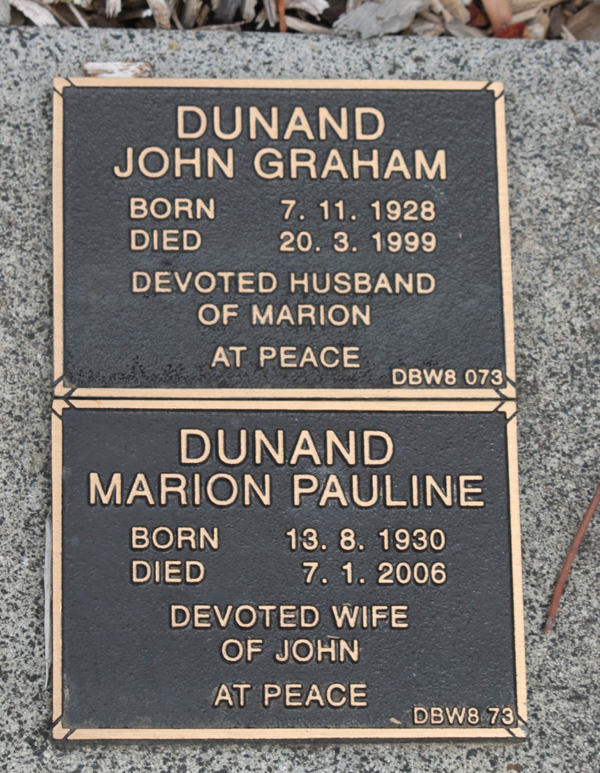 DUNAND
JOHN GRAHAM
BORN 7. 11. 1928
DIED 20. 3. 1999
DEVOTED HUSBAND
OF MARION
AT PEACE
DBW8 073
DUNAND
MARION PAULINE
BORN 13. 8. 1930
DIED 7. 1. 2006
DEVOTED WIFE
OF JOHN
AT PEACE
DBW8 73